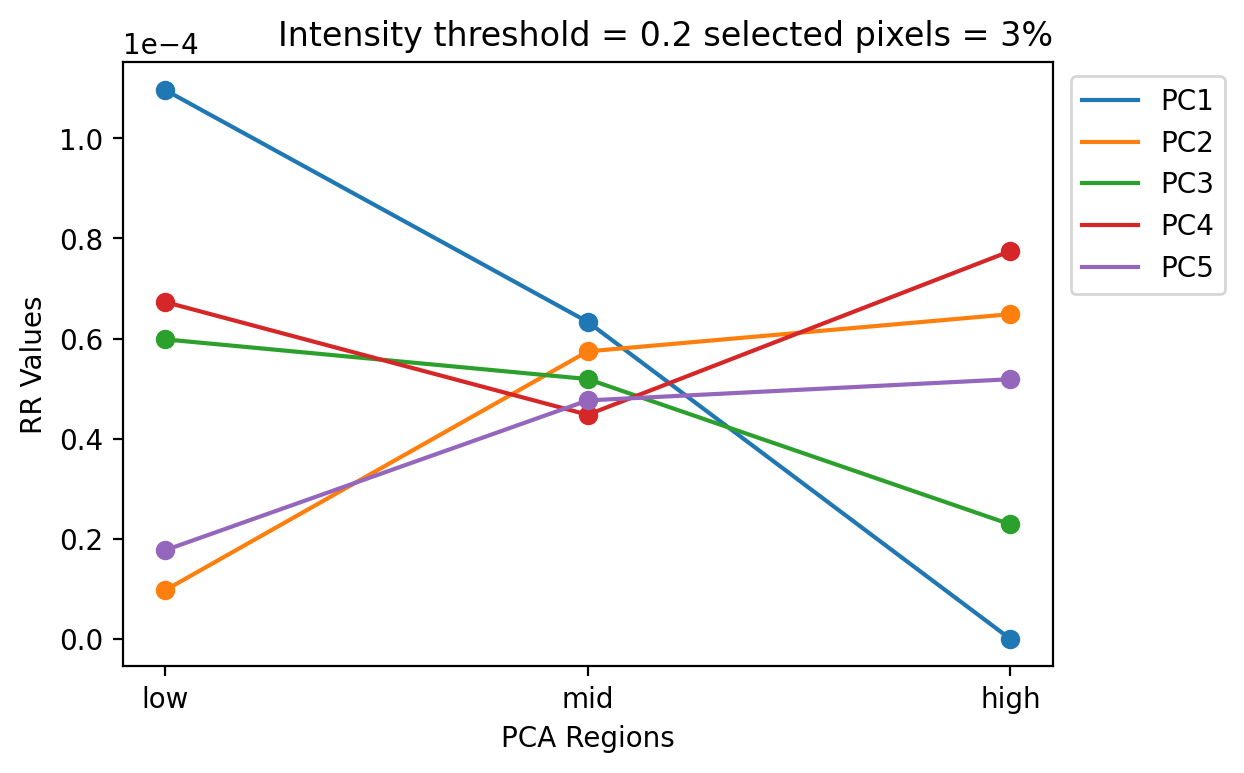 Intensity threshold = 0.2 selected pixels = 3%
1e−4
1.0
0.8
0.6
0.4
0.2
0.0
RR Values
low
mid
high
PCA Regions
PC1
PC2
PC3
PC4
PC5